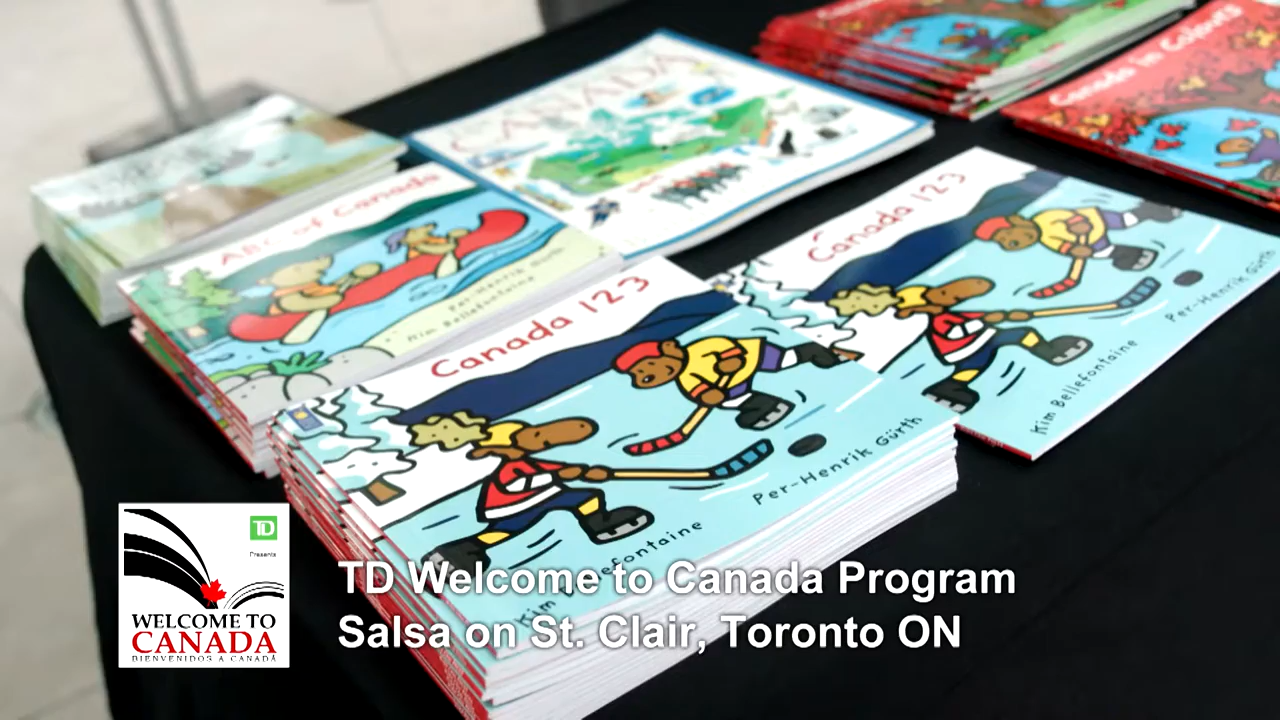 CANADA
Canada in Colours
ABC of Canada
Per-Henrik Gürth
Kim Bellefontaine
Canada 123
Per-Henrik Gürth
Kim Bellefontaine
Canada 123
Per-Henrik Gürth
Kim Bellefontaine
TD
Presents
WELCOME TO
CANADA
BIENVENIDOS A CANADÁ
TD Welcome to Canada Program
Salsa on St. Clair, Toronto ON